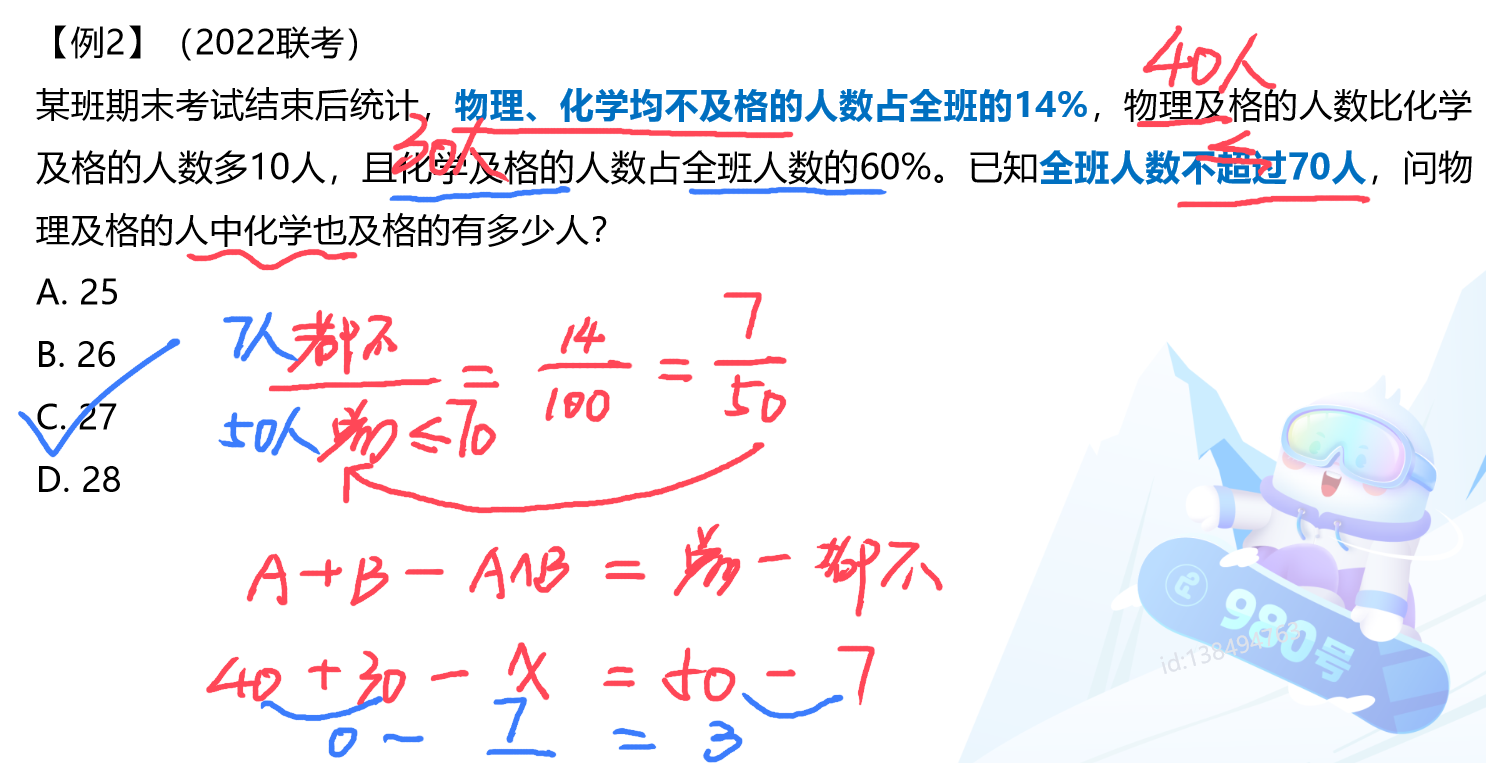 【例2】（2022联考）
40人
某班期末考试结束后统计，物理、化学均不及格的人数占全班的14%，物理及格的人数比化学
30人
≤
及格的人数多10人，且化学及格的人数占全班人数的60%。已知全班人数不超过70人，问物
理及格的人中化学也及格的有多少人？
A. 25
B. 26
C. 27
D. 28
7人 都不 = 14 = 7
50人 总 ≤70 100 50
A+B-A∩B = 总 - 都不
40+30-x = 50-7
0 - 7 = 3
980号